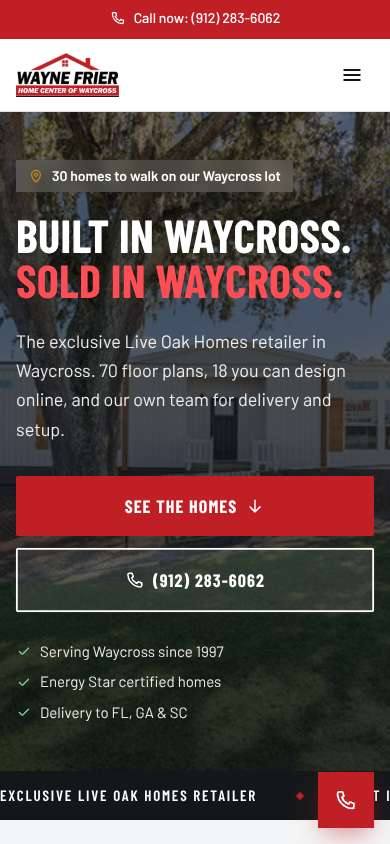 Call now: (912) 283-6062
WAYNE FRIER
HOME CENTER OF WAYCROSS
30 homes to walk on our Waycross lot
BUILT IN WAYCROSS.
SOLD IN WAYCROSS.
The exclusive Live Oak Homes retailer in
Waycross. 70 floor plans, 18 you can design
online, and our own team for delivery and
setup.
SEE THE HOMES
(912) 283-6062
Serving Waycross since 1997
Energy Star certified homes
Delivery to FL, GA & SC
EXCLUSIVE LIVE OAK HOMES RETAILER